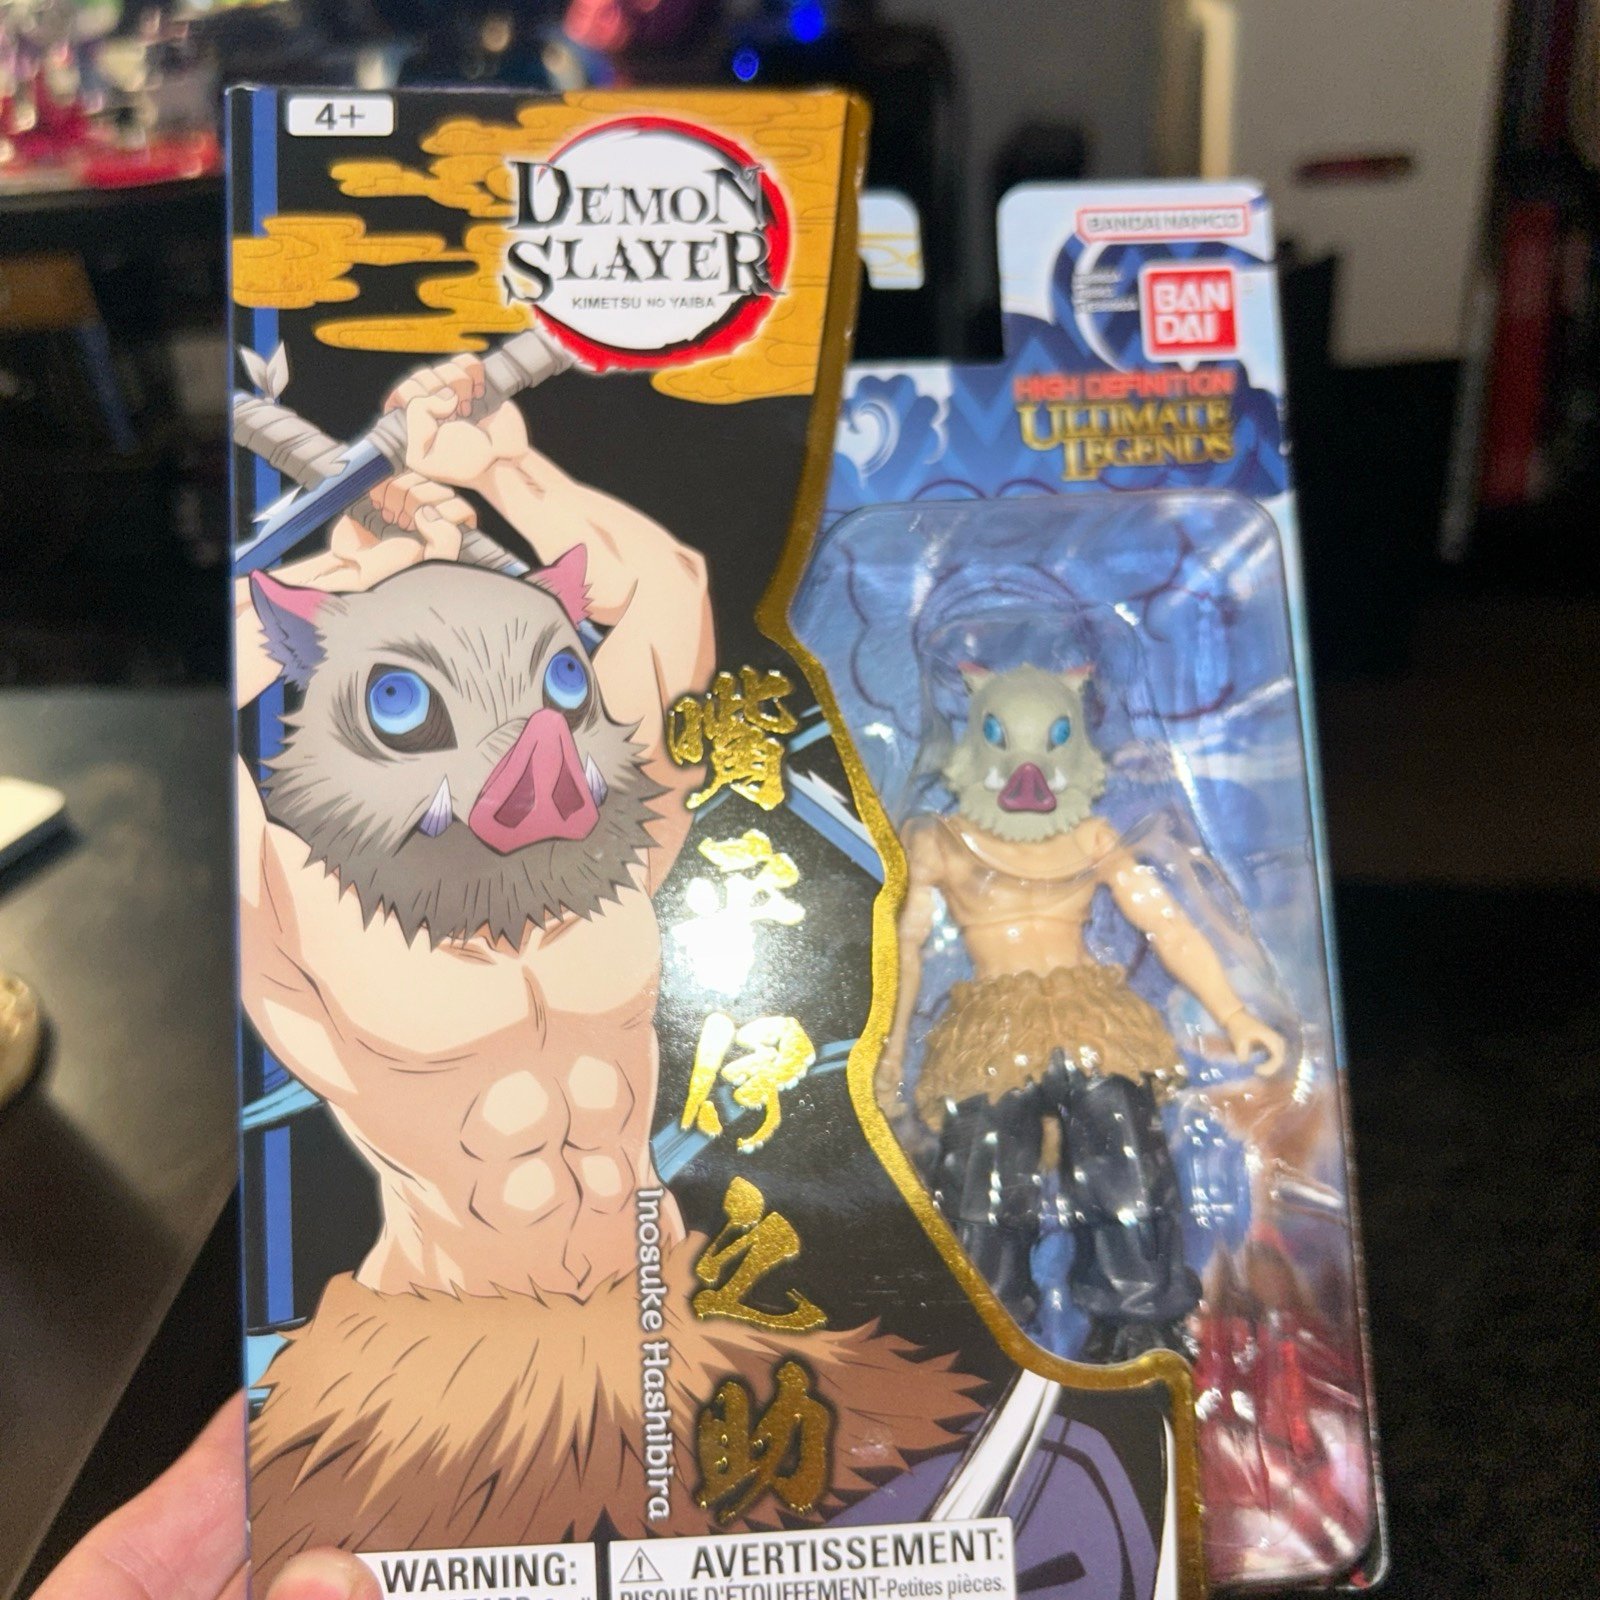 4+
DEMON
SLAYER
KIMETSU NO YAIBA
BANDAI NAMCO
BAN
DAI
HIGH DEFINITION
ULTIMATE
LEGENDS
嘴平伊之助
Inosuke Hashibira
WARNING:
AVERTISSEMENT:
RISQUE D'ÉTOUFFEMENT-Petites pièces.